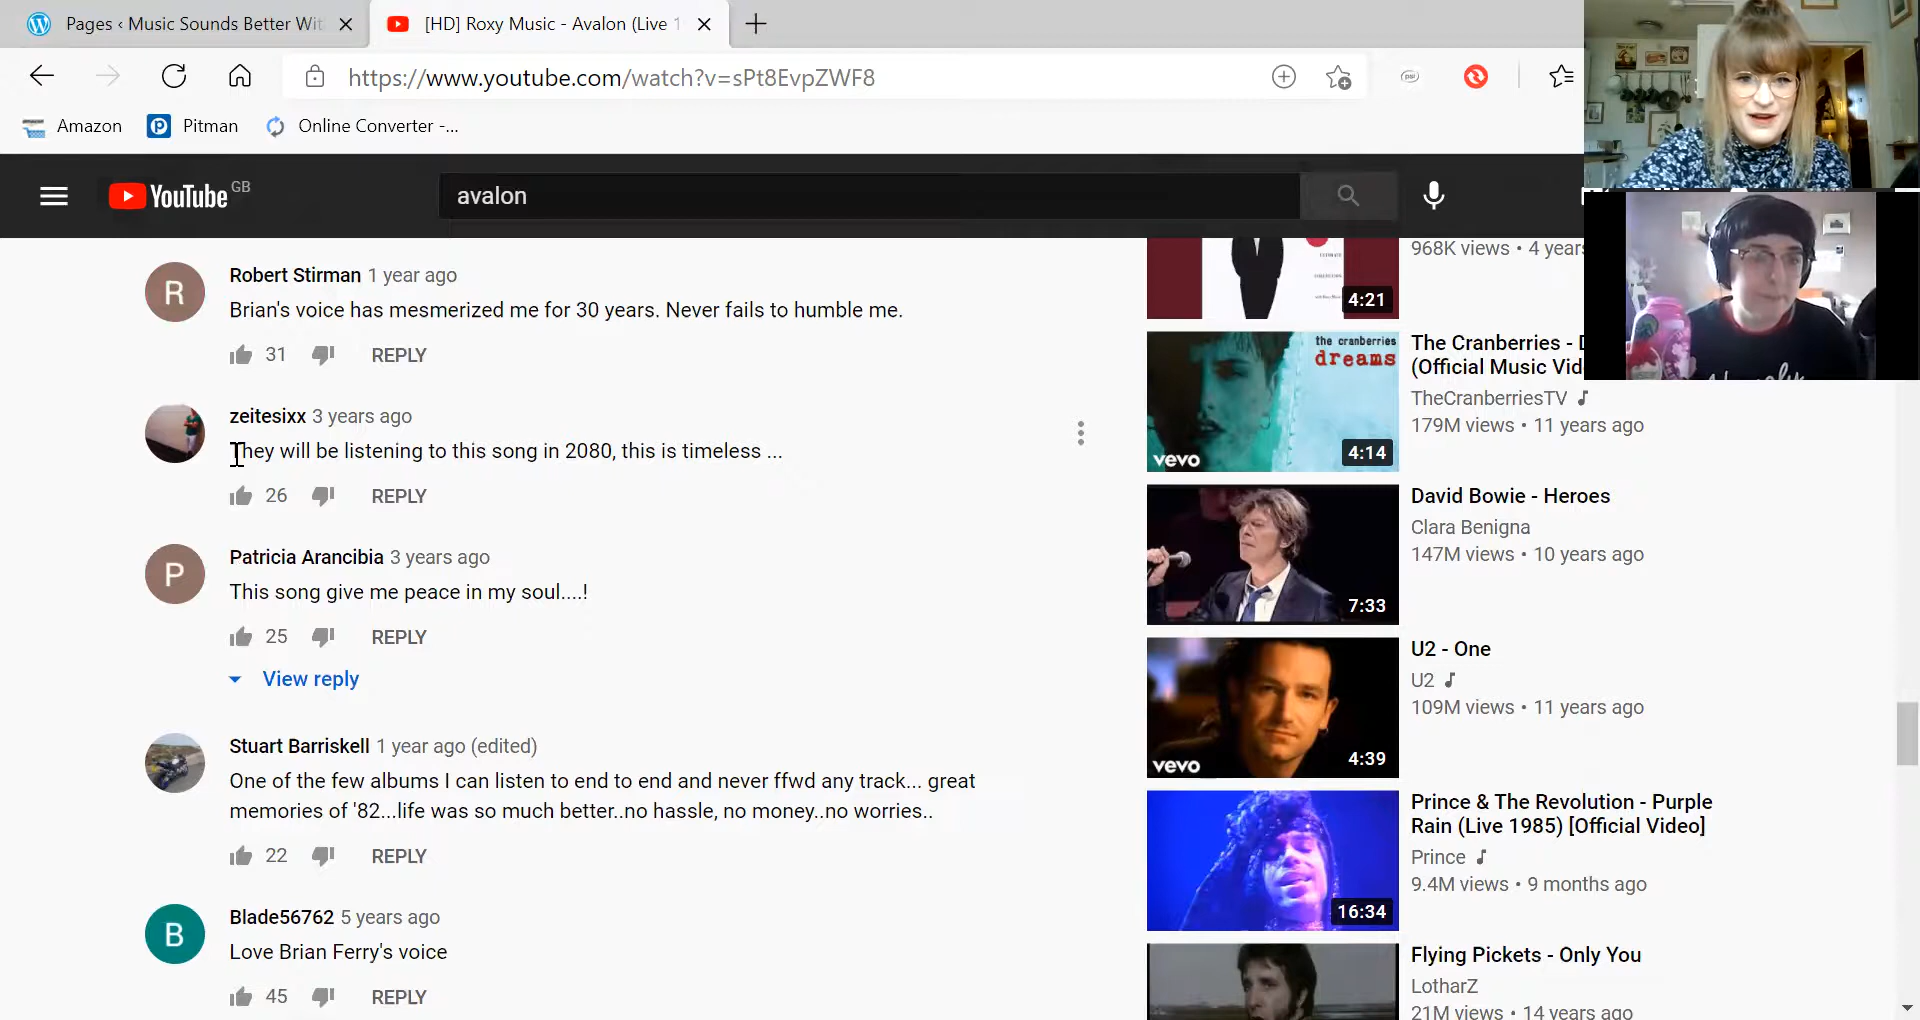 Pages ‹ Music Sounds Better Wit
[HD] Roxy Music - Avalon (Live 1
https://www.youtube.com/watch?v=sPt8EvpZWF8
psi
Amazon
Pitman
Online Converter -...
YouTube GB
avalon
Robert Stirman 1 year ago
Brian's voice has mesmerized me for 30 years. Never fails to humble me.
31 REPLY
zeitesixx 3 years ago
They will be listening to this song in 2080, this is timeless ...
26 REPLY
Patricia Arancibia 3 years ago
This song give me peace in my soul....!
25 REPLY
View reply
Stuart Barriskell 1 year ago (edited)
One of the few albums I can listen to end to end and never ffwd any track... great
memories of '82...life was so much better..no hassle, no money..no worries..
22 REPLY
Blade56762 5 years ago
Love Brian Ferry's voice
45 REPLY
R
P
B
968K views • 4 years
4:21
the cranberries
dreams
vevo
4:14
The Cranberries - D
(Official Music Vid
TheCranberriesTV
179M views • 11 years ago
7:33
David Bowie - Heroes
Clara Benigna
147M views • 10 years ago
vevo
4:39
U2 - One
U2
109M views • 11 years ago
16:34
Prince & The Revolution - Purple
Rain (Live 1985) [Official Video]
Prince
9.4M views • 9 months ago
Flying Pickets - Only You
LotharZ
21M views • 14 years ago